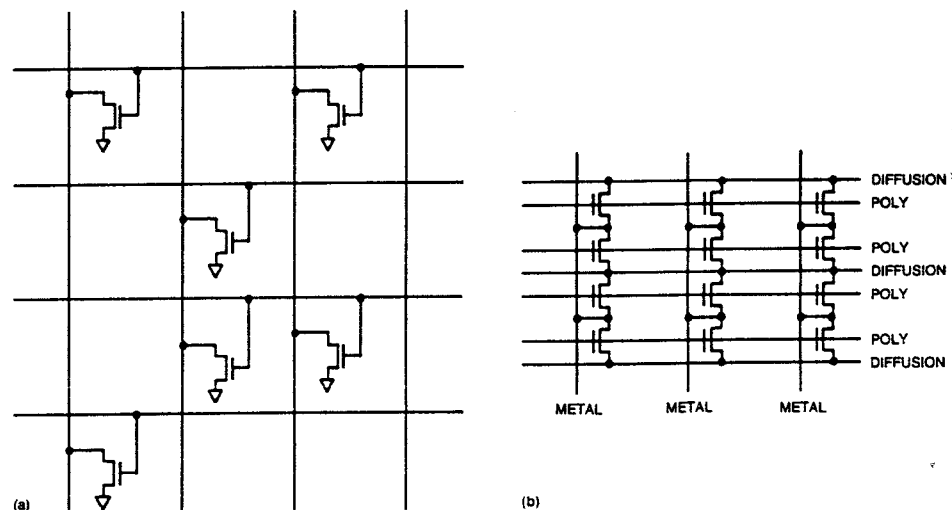 DIFFUSION
POLY
POLY
DIFFUSION
POLY
POLY
DIFFUSION
METAL METAL METAL
(a) (b)